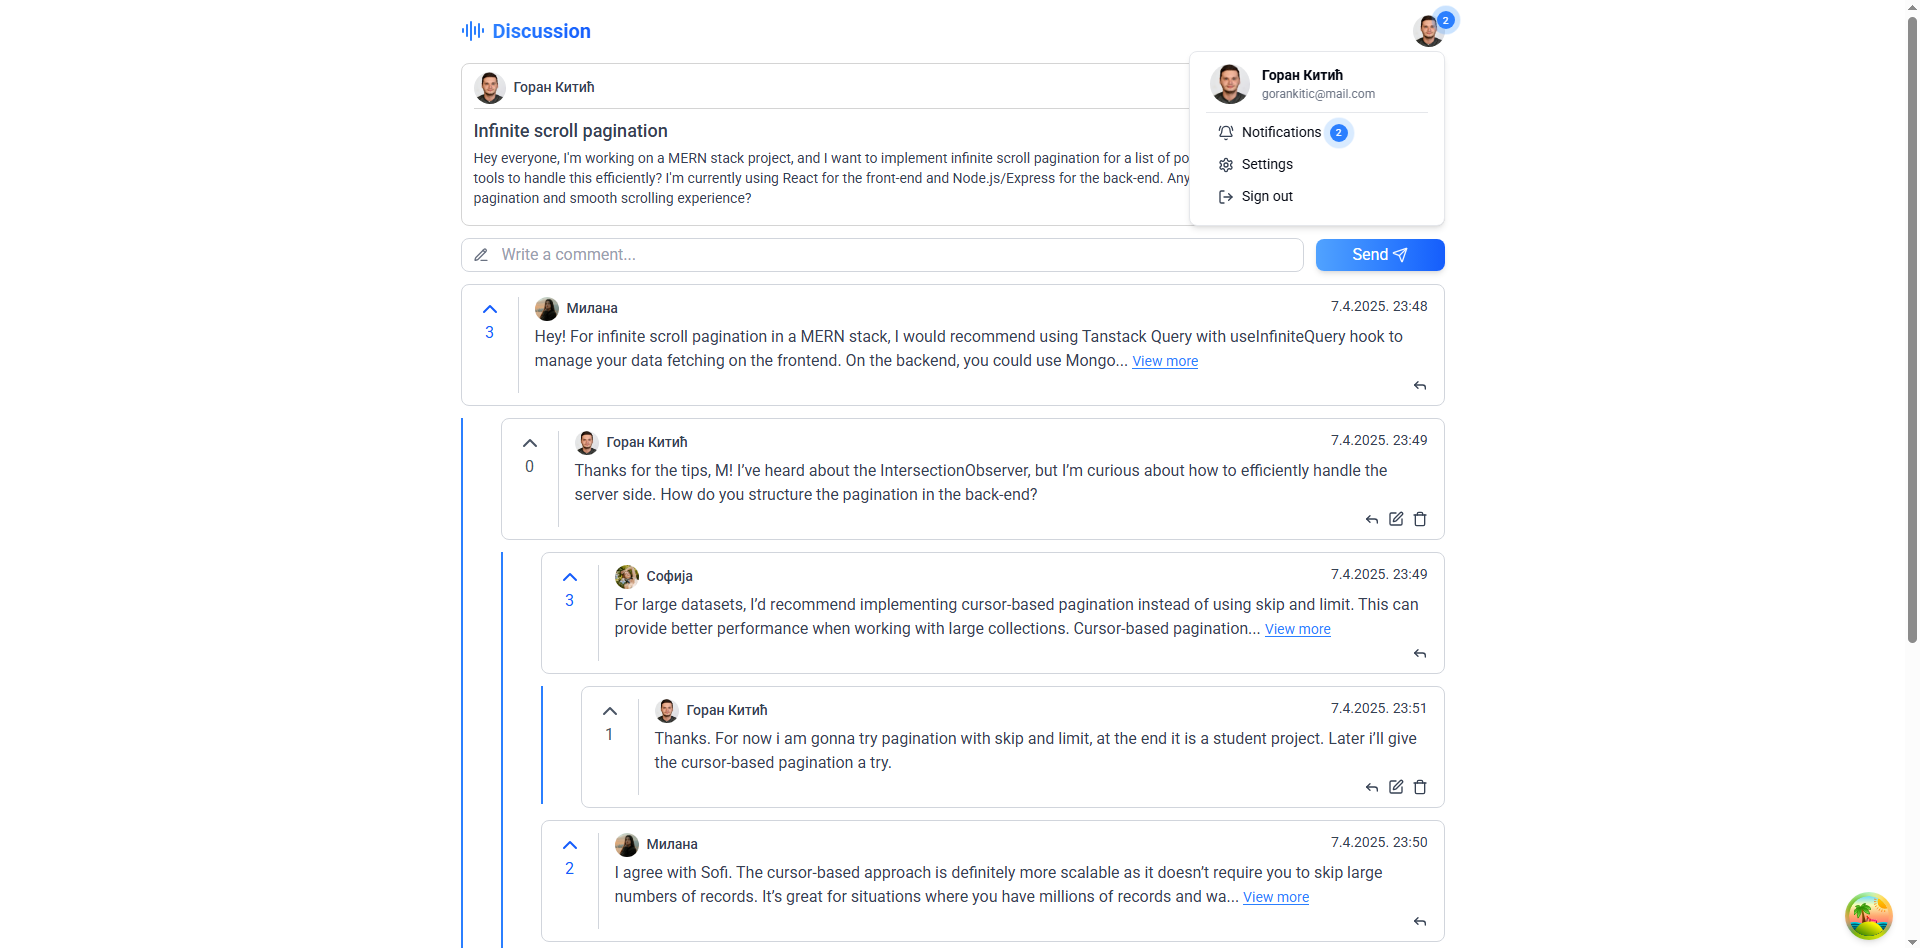 Discussion
2
Горан Китић
gorankitic@mail.com
Notifications 2
Settings
Sign out
Горан Китић
Infinite scroll pagination
Hey everyone, I'm working on a MERN stack project, and I want to implement infinite scroll pagination for a list of po
tools to handle this efficiently? I'm currently using React for the front-end and Node.js/Express for the back-end. Any
pagination and smooth scrolling experience?
Write a comment...
Send
Милана
7.4.2025. 23:48
3
Hey! For infinite scroll pagination in a MERN stack, I would recommend using Tanstack Query with useInfiniteQuery hook to
manage your data fetching on the frontend. On the backend, you could use Mongo... View more
Горан Китић
7.4.2025. 23:49
0
Thanks for the tips, M! I’ve heard about the IntersectionObserver, but I’m curious about how to efficiently handle the
server side. How do you structure the pagination in the back-end?
Софија
7.4.2025. 23:49
3
For large datasets, I’d recommend implementing cursor-based pagination instead of using skip and limit. This can
provide better performance when working with large collections. Cursor-based pagination... View more
Горан Китић
7.4.2025. 23:51
1
Thanks. For now i am gonna try pagination with skip and limit, at the end it is a student project. Later i’ll give
the cursor-based pagination a try.
Милана
7.4.2025. 23:50
2
I agree with Sofi. The cursor-based approach is definitely more scalable as it doesn’t require you to skip large
numbers of records. It’s great for situations where you have millions of records and wa... View more